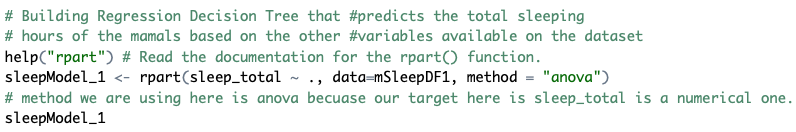 # Building Regression Decision Tree that #predicts the total sleeping
# hours of the mamals based on the other #variables available on the dataset
help("rpart") # Read the documentation for the rpart() function.
sleepModel_1 <- rpart(sleep_total ~ ., data=mSleepDF1, method = "anova")
# method we are using here is anova becuase our target here is sleep_total is a numerical one.
sleepModel_1